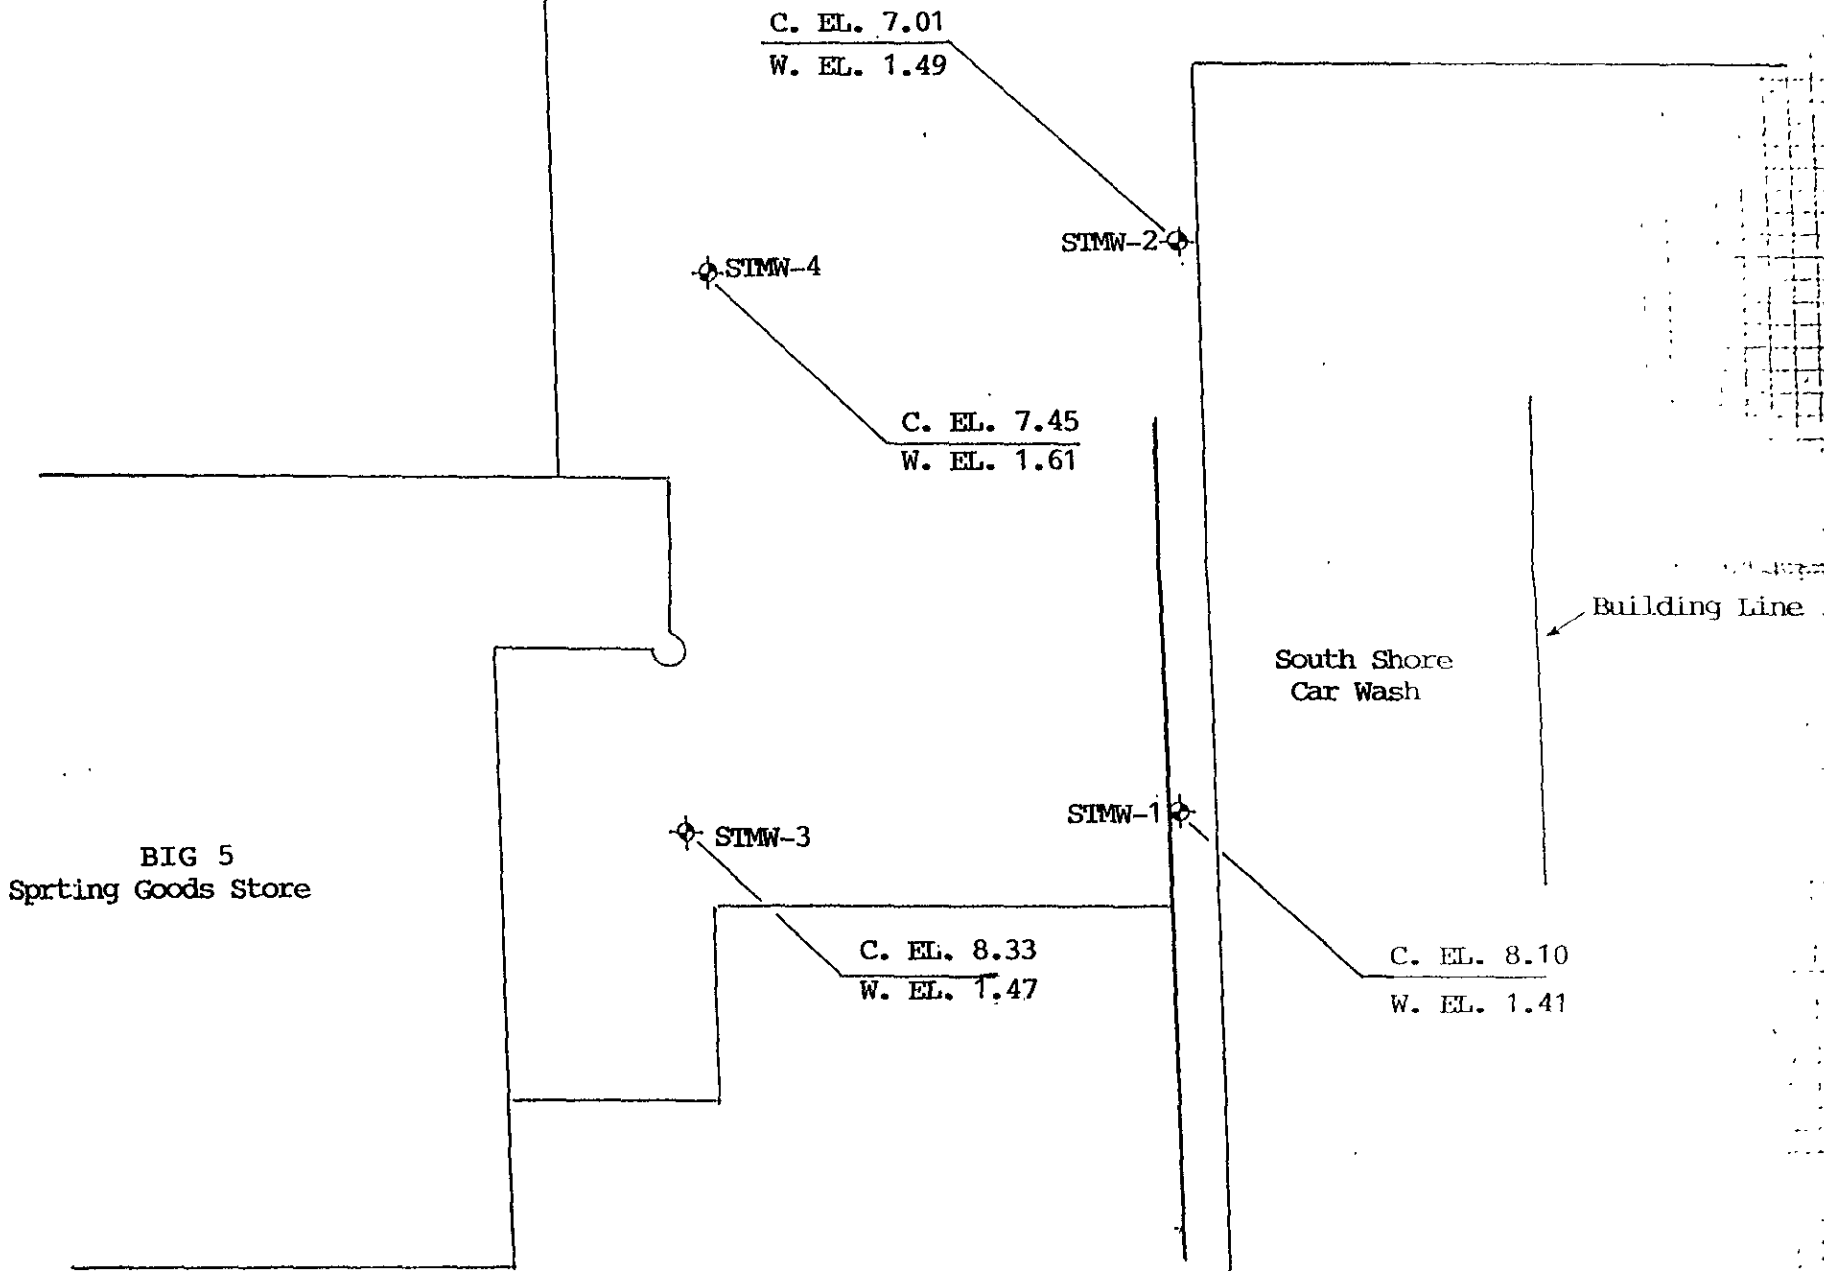 C. EL. 7.01
W. EL. 1.49
STMW-2
STMW-4
C. EL. 7.45
W. EL. 1.61
Building Line
South Shore
Car Wash
STMW-1
STMW-3
BIG 5
Sprting Goods Store
C. EL. 8.33
W. EL. 1.47
C. EL. 8.10
W. EL. 1.41